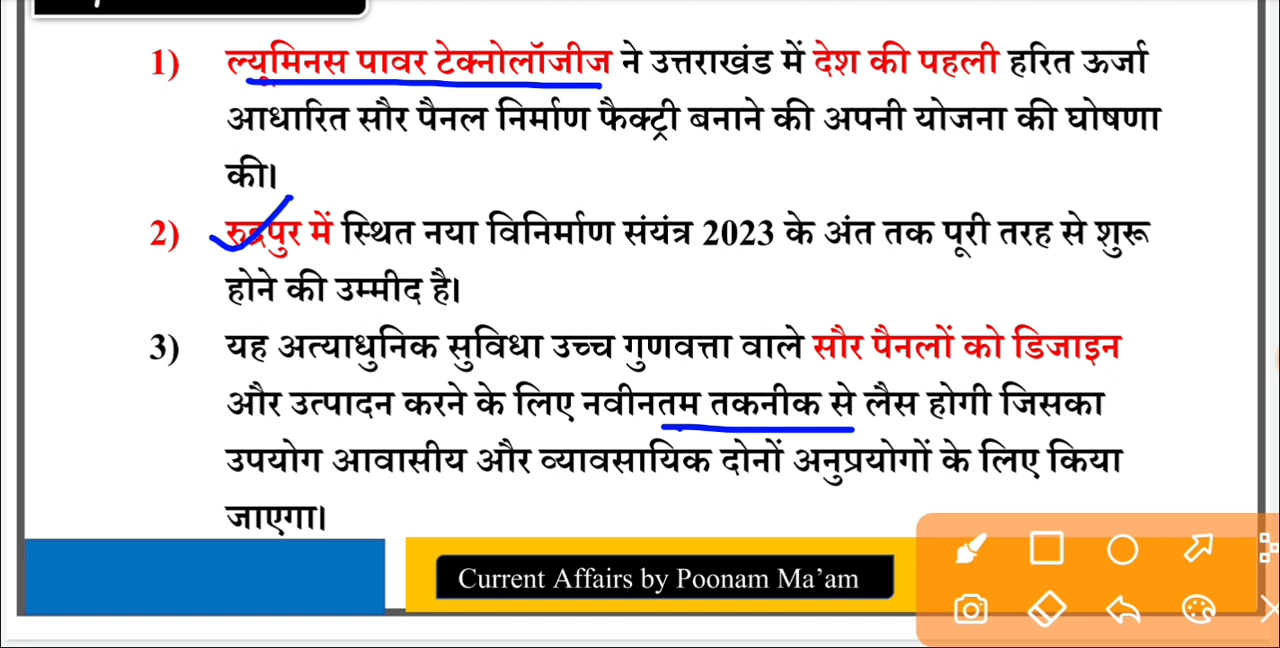 1) ल्यूमिनस पावर टेक्नोलॉजीज ने उत्तराखंड में देश की पहली हरित ऊर्जा
आधारित सौर पैनल निर्माण फैक्ट्री बनाने की अपनी योजना की घोषणा
की।
2) रुद्रपुर में स्थित नया विनिर्माण संयंत्र 2023 के अंत तक पूरी तरह से शुरू
होने की उम्मीद है।
3) यह अत्याधुनिक सुविधा उच्च गुणवत्ता वाले सौर पैनलों को डिजाइन
और उत्पादन करने के लिए नवीनतम तकनीक से लैस होगी जिसका
उपयोग आवासीय और व्यावसायिक दोनों अनुप्रयोगों के लिए किया
जाएगा।
Current Affairs by Poonam Ma'am